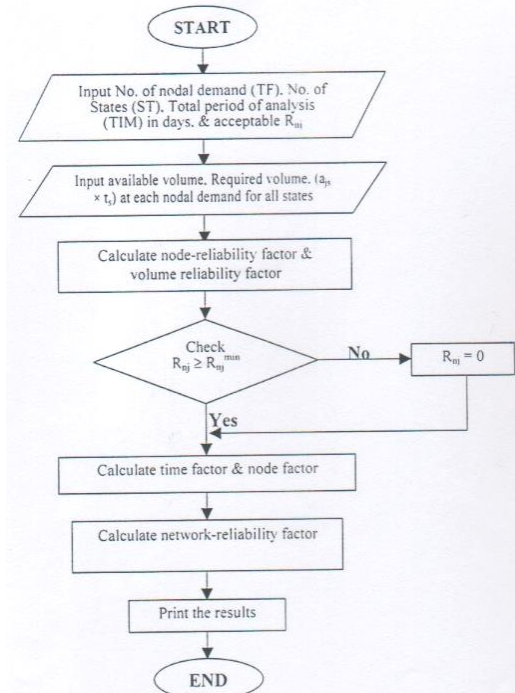 START
Input No. of nodal demand (TF). No. of
States (ST). Total period of analysis
(TIM) in days. & acceptable Rnj
Input available volume. Required volume. (ajs
× ts) at each nodal demand for all states
Calculate node-reliability factor &
volume reliability factor
Check
Rnj ≥ Rnj min
No
Rnj = 0
Yes
Calculate time factor & node factor
Calculate network-reliability factor
Print the results
END